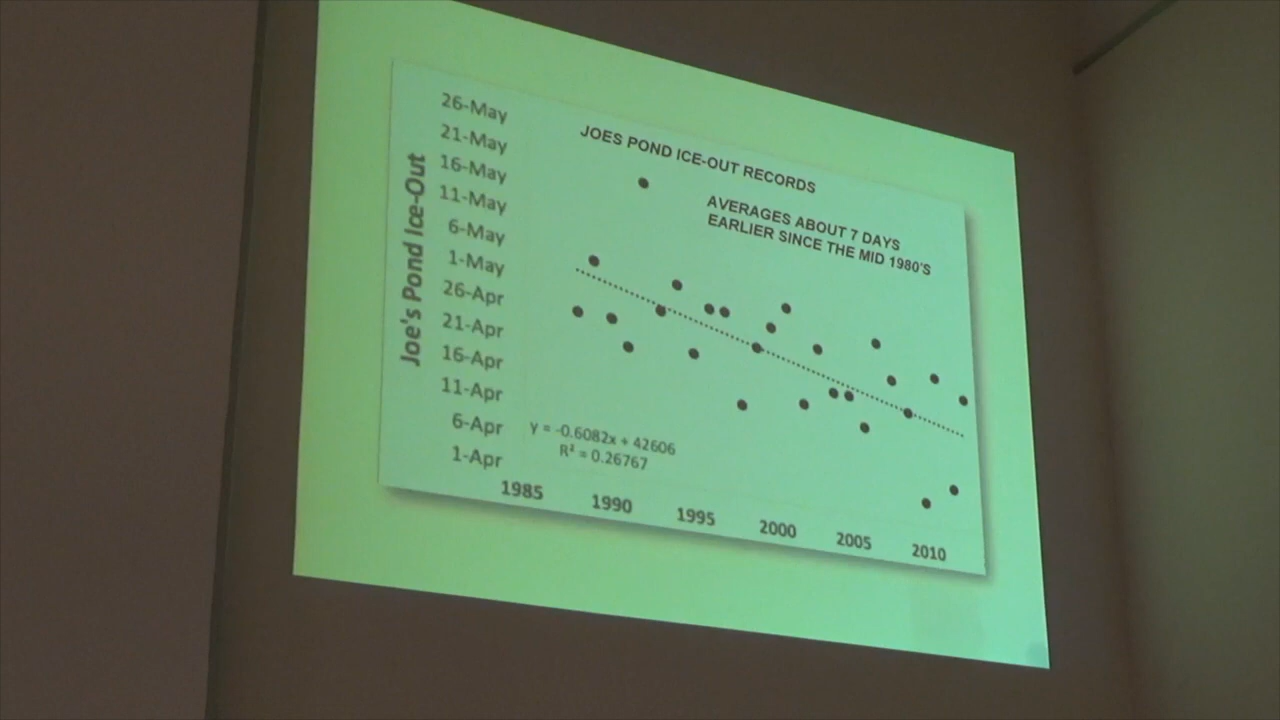 JOES POND ICE-OUT RECORDS
AVERAGES ABOUT 7 DAYS
EARLIER SINCE THE MID 1980'S
Joe's Pond Ice-Out
26-May
21-May
16-May
11-May
6-May
1-May
26-Apr
21-Apr
16-Apr
11-Apr
6-Apr
1-Apr
y = -0.6082x + 42606
R² = 0.26767
1985 1990 1995 2000 2005 2010